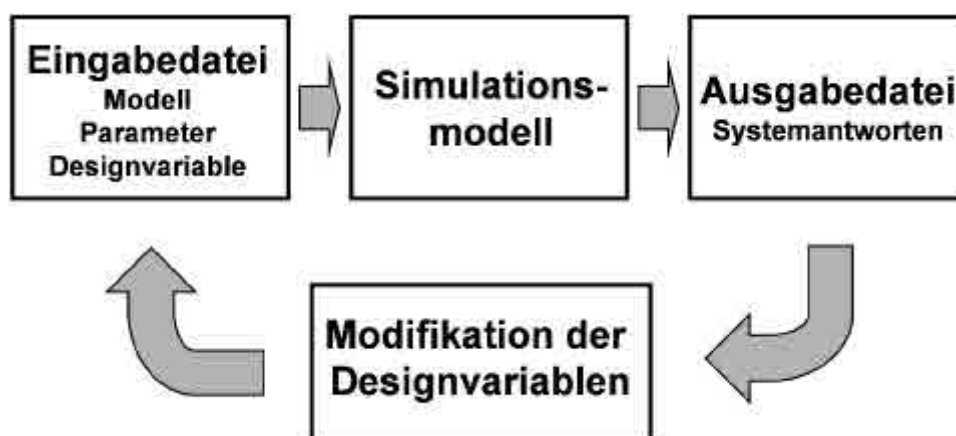 Eingabedatei
Modell
Parameter
Designvariable
Simulations-
modell
Ausgabedatei
Systemantworten
Modifikation der
Designvariablen